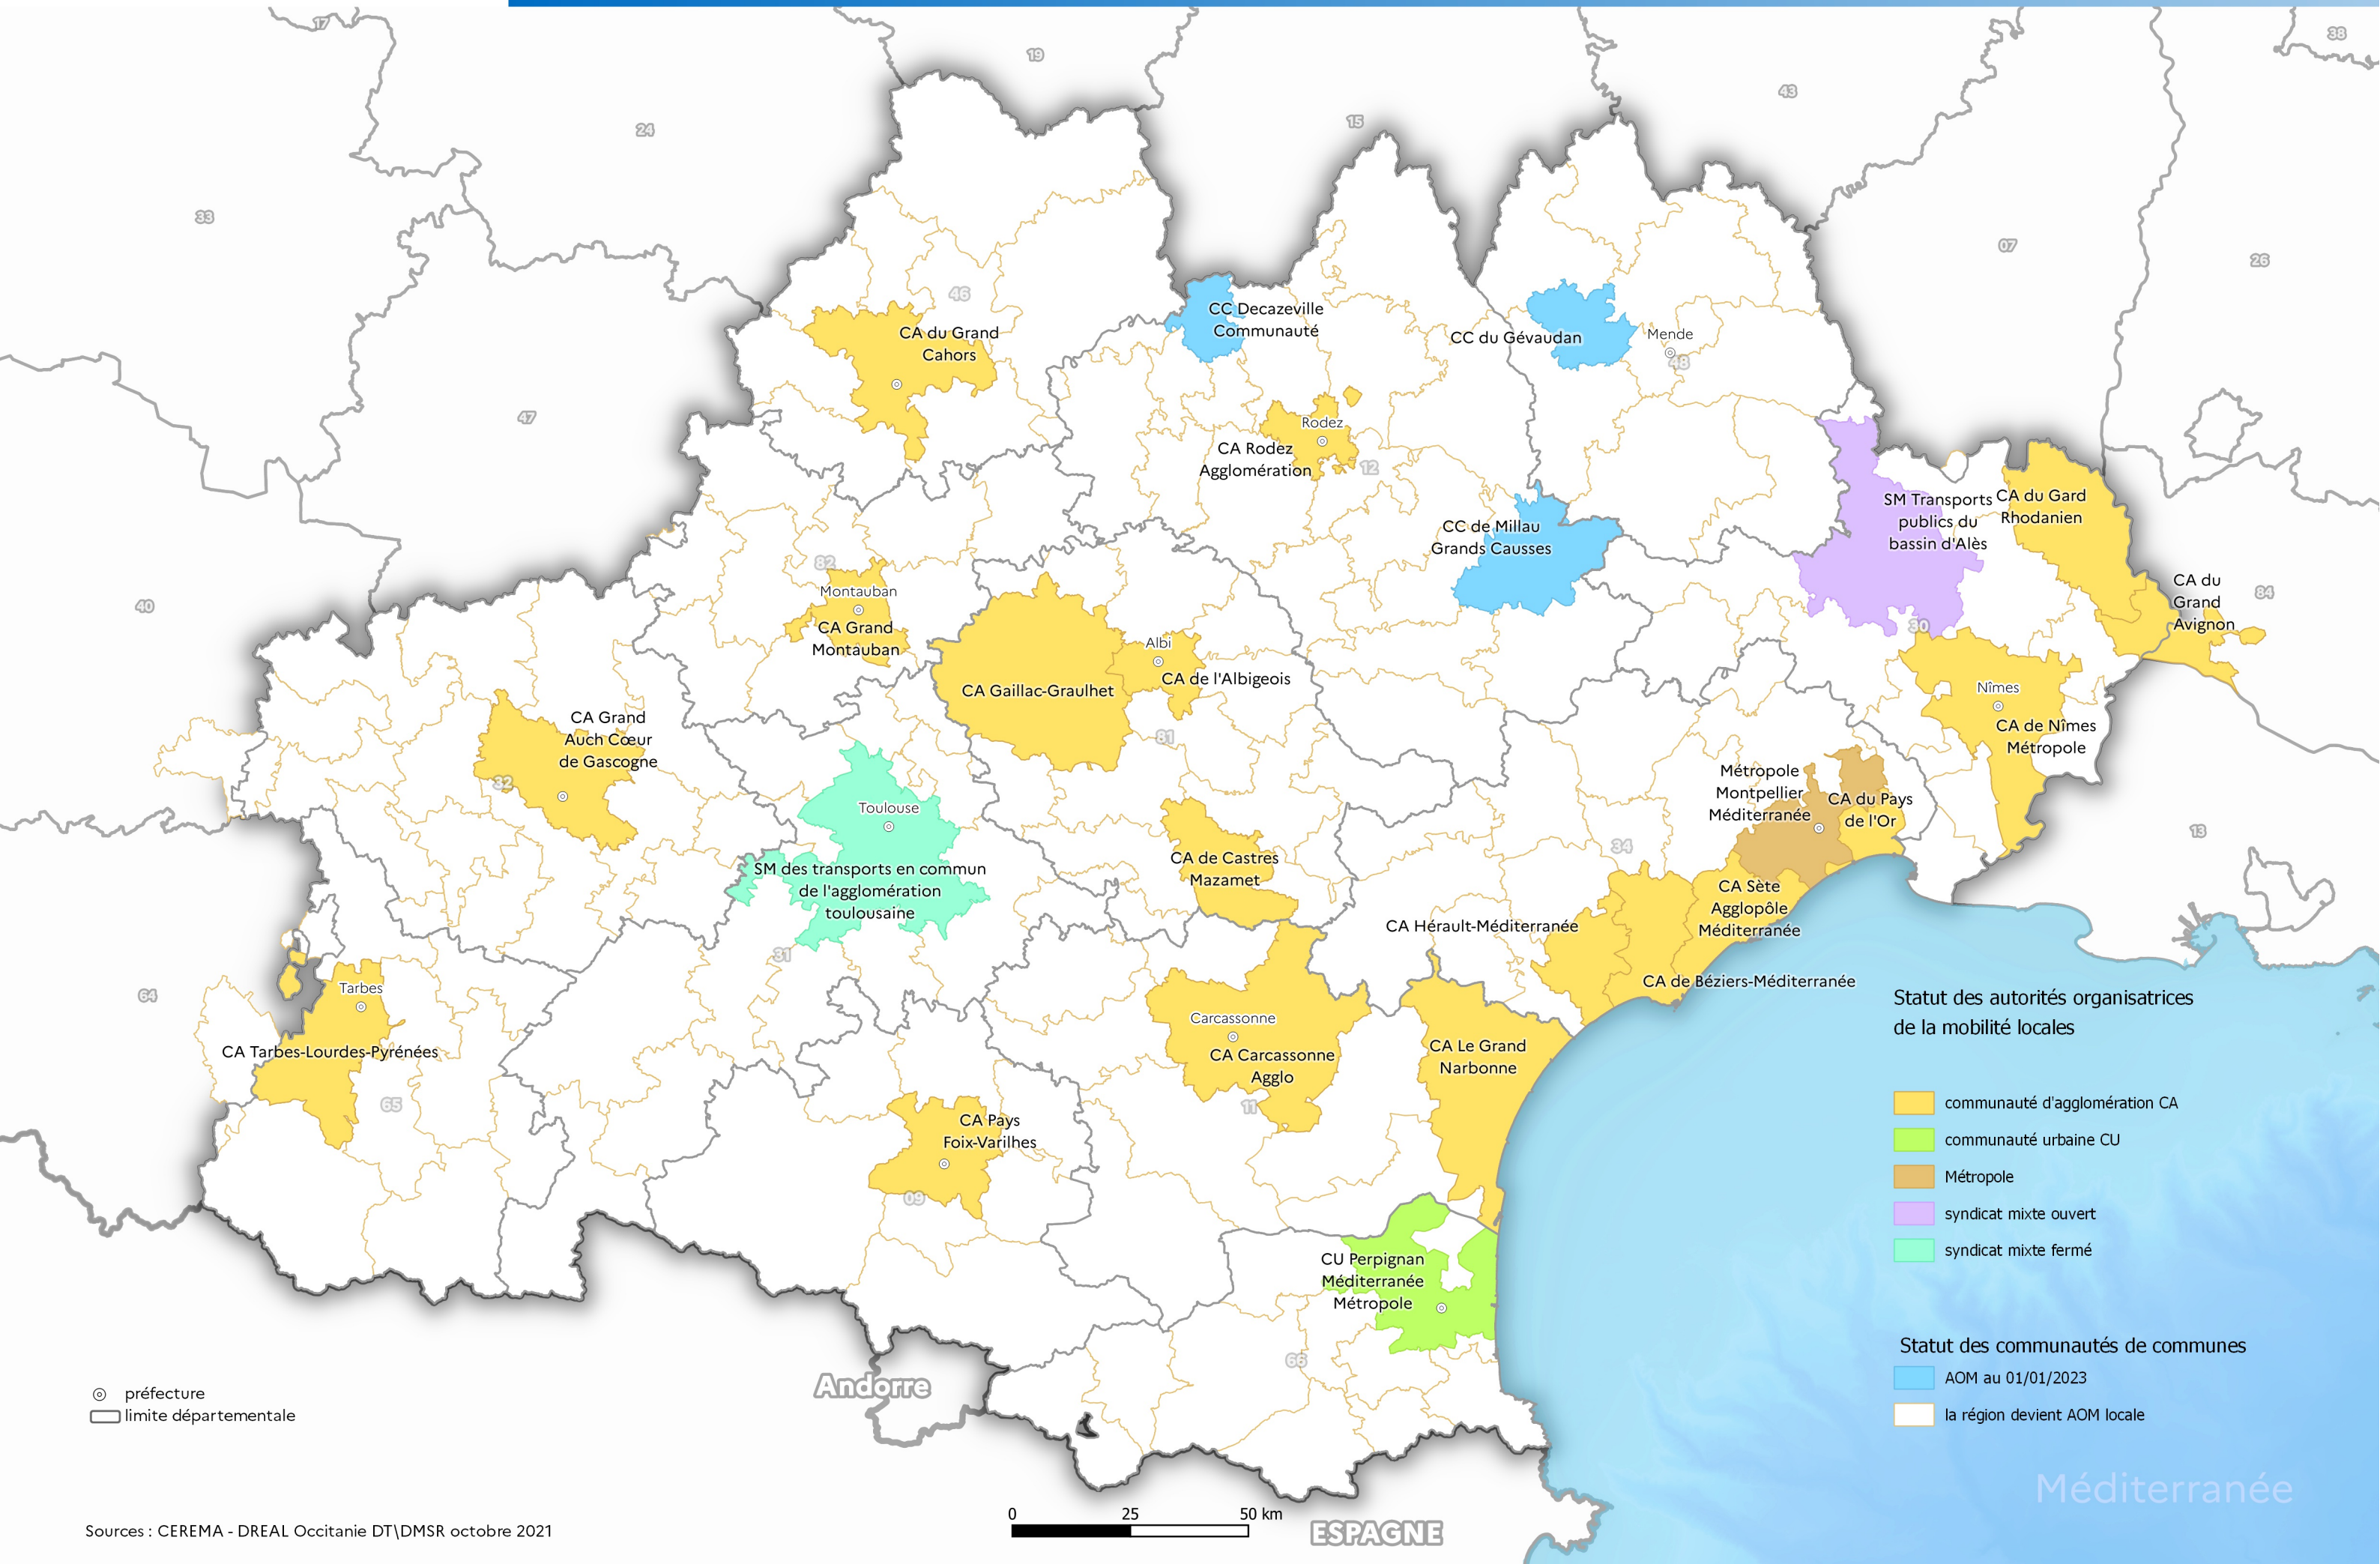 17
19
38
43
15
24
33
07
26
46
CC Decazeville
Communauté
CA du Grand
Cahors
CC du Gévaudan
Mende
48
47
Rodez
CA Rodez
Agglomération
12
SM Transports
publics du
bassin d'Alès
CA du Gard
Rhodanien
CC de Millau
Grands Causses
82
Montauban
CA Grand
Montauban
40
CA du
Grand
Avignon
84
30
Albi
CA de l'Albigeois
CA Gaillac-Graulhet
Nîmes
CA de Nîmes
Métropole
CA Grand
Auch Cœur
de Gascogne
32
81
Métropole
Montpellier
Méditerranée
CA du Pays
de l'Or
Toulouse
13
34
SM des transports en commun
de l'agglomération
toulousaine
CA de Castres
Mazamet
CA Sète
Agglopôle
Méditerranée
CA Hérault-Méditerranée
31
CA de Béziers-Méditerranée
64
Tarbes
CA Tarbes-Lourdes-Pyrénées
65
Carcassonne
CA Carcassonne
Agglo
11
CA Le Grand
Narbonne
CA Pays
Foix-Varilhes
09
CU Perpignan
Méditerranée
Métropole
66
Andorre
Statut des autorités organisatrices
de la mobilité locales
communauté d'agglomération CA
communauté urbaine CU
Métropole
syndicat mixte ouvert
syndicat mixte fermé
Statut des communautés de communes
AOM au 01/01/2023
la région devient AOM locale
préfecture
limite départementale
Méditerranée
0 25 50 km
ESPAGNE
Sources : CEREMA - DREAL Occitanie DT\DMSR octobre 2021